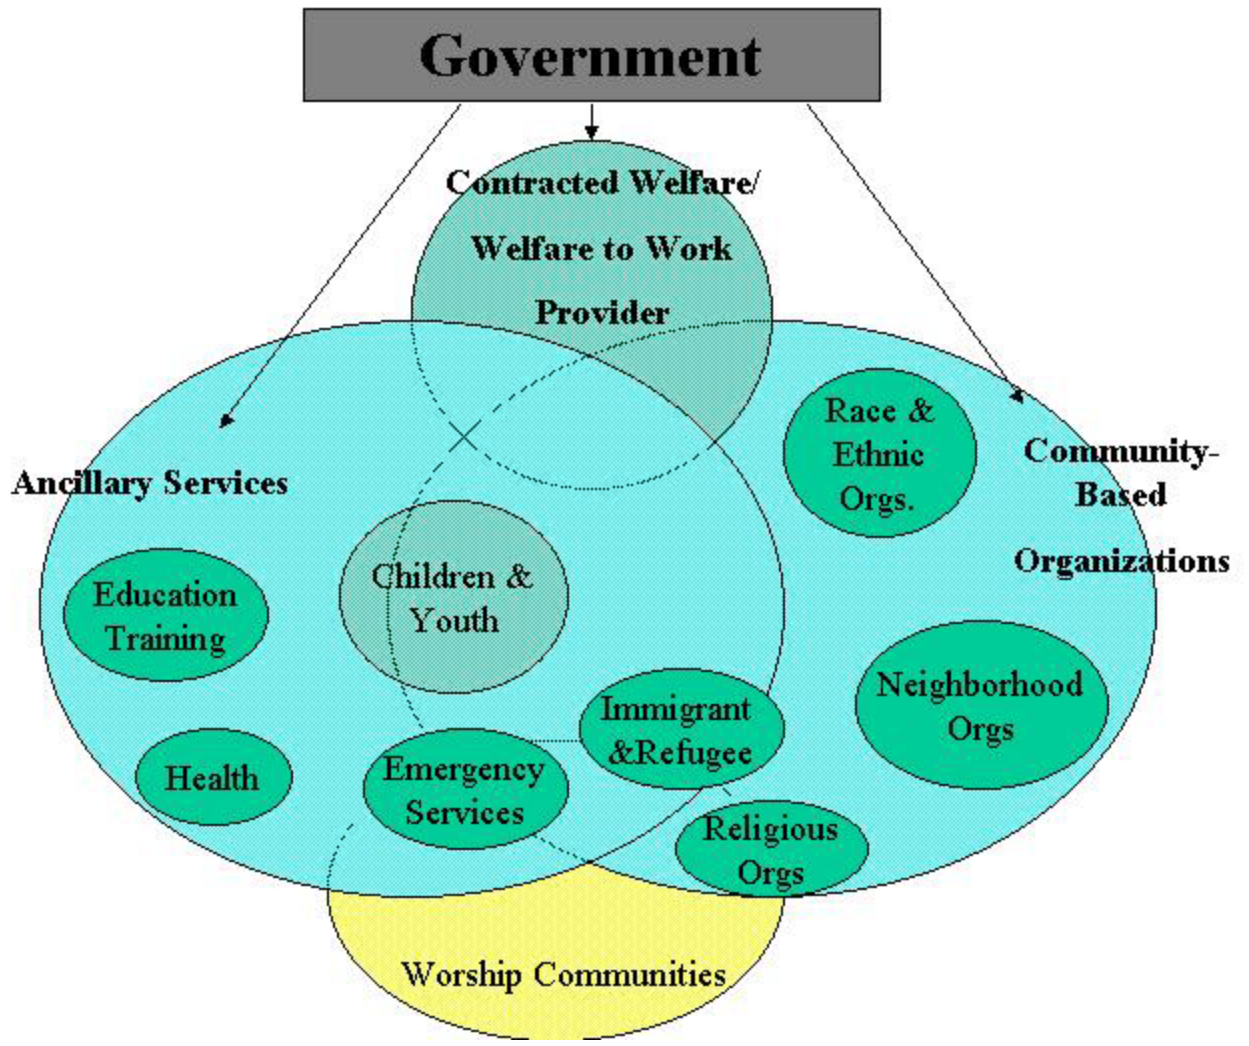 Government
Contracted Welfare/
Welfare to Work
Provider
Race &
Ethnic
Orgs.
Community-
Based
Organizations
Ancillary Services
Children &
Youth
Education
Training
Immigrant
&Refugee
Neighborhood
Orgs
Health
Emergency
Services
Religious
Orgs
Worship Communities